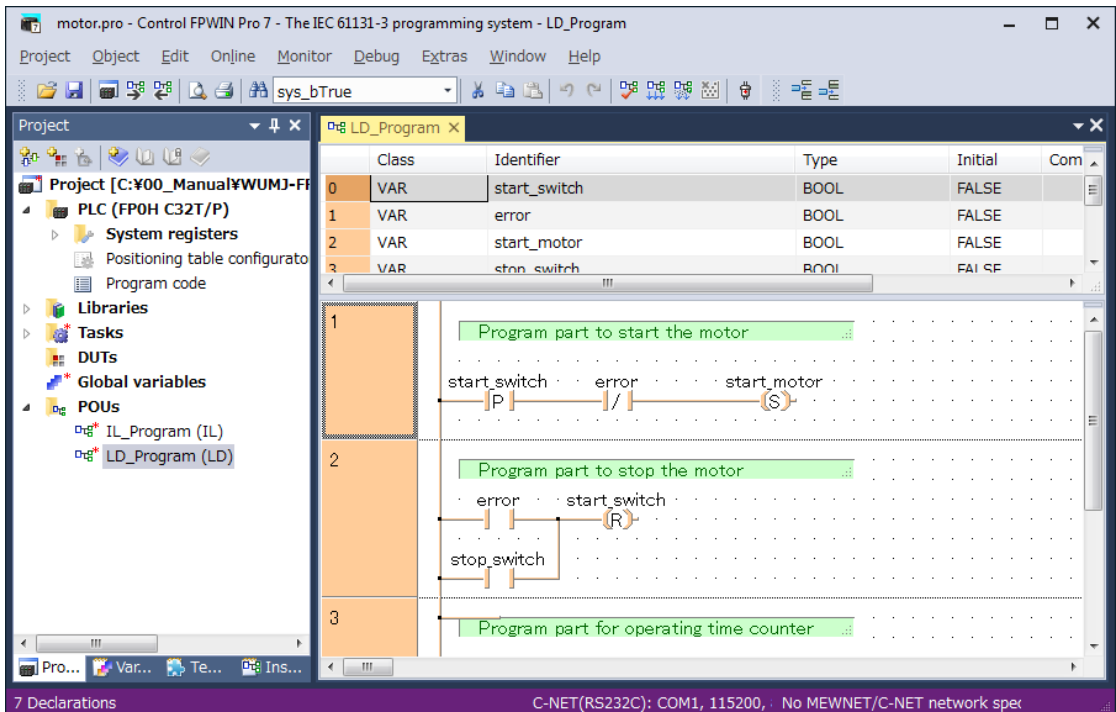 motor.pro - Control FPWIN Pro 7 - The IEC 61131-3 programming system - LD_Program
Project Object Edit Online Monitor Debug Extras Window Help
sys_bTrue
Project
LD_Program
Project [C:¥00_Manual¥WUMJ-FF
PLC (FP0H C32T/P)
System registers
Positioning table configurato
Program code
Libraries
Tasks
DUTs
Global variables
POUs
IL_Program (IL)
LD_Program (LD)
Pro... Var... Te... Ins...
Class Identifier Type Initial Com
0 VAR start_switch BOOL FALSE
1 VAR error BOOL FALSE
2 VAR start_motor BOOL FALSE
3 VAR stop_switch BOOL FALSE
1
Program part to start the motor
start_switch error start_motor
P / S
2
Program part to stop the motor
error start_switch
R
stop_switch
3
Program part for operating time counter
7 Declarations C-NET(RS232C): COM1, 115200, No MEWNET/C-NET network spec